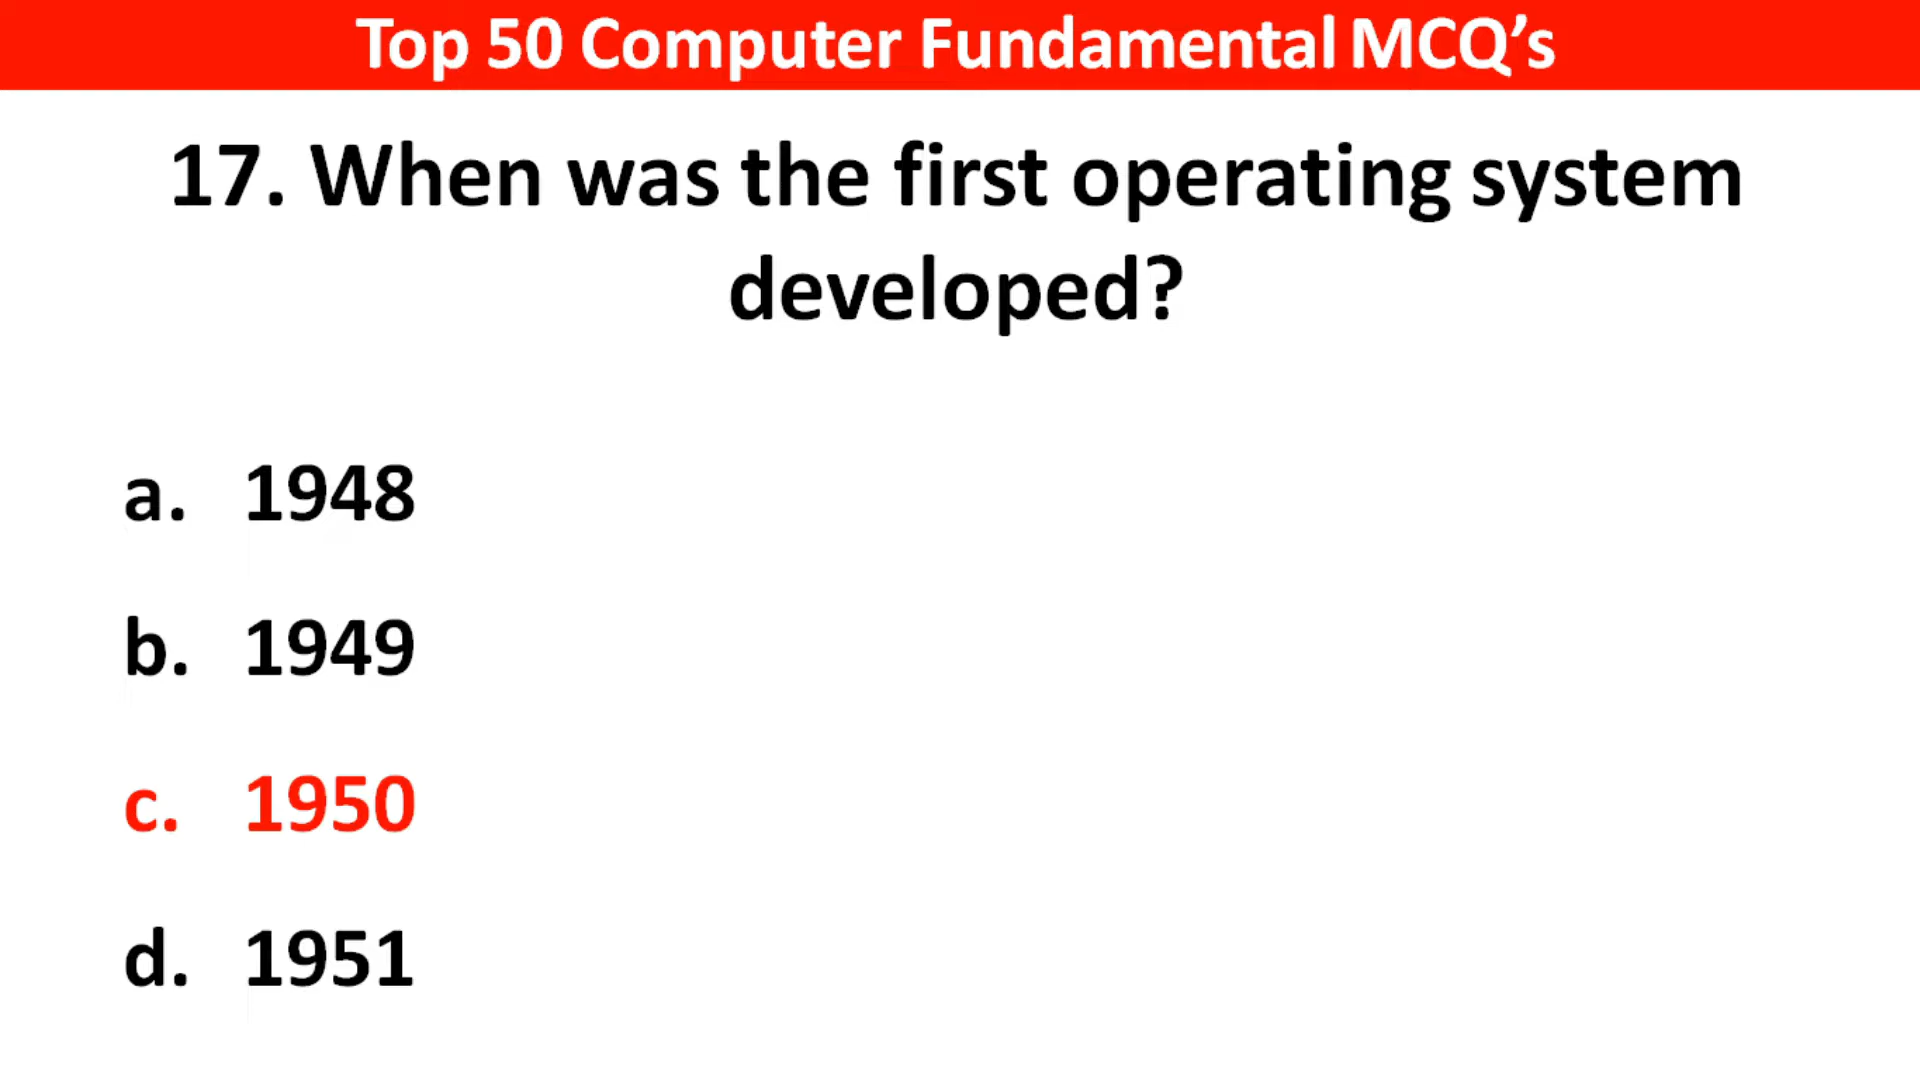 Top 50 Computer Fundamental MCQ’s
17. When was the first operating system
developed?
a. 1948
b. 1949
c. 1950
d. 1951